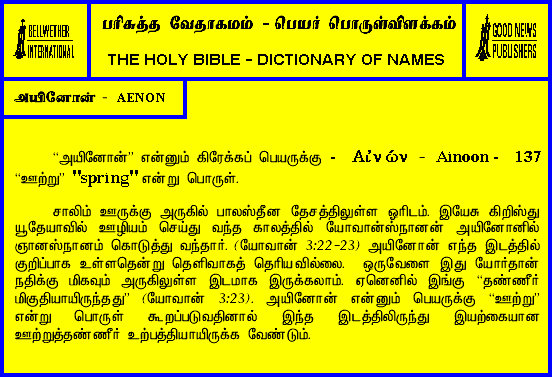 BELLWETHER
INTERNATIONAL
பரிசுத்த வேதாகமம் - பெயர் பொருள்விளக்கம்
THE HOLY BIBLE - DICTIONARY OF NAMES
GOOD NEWS
PUBLISHERS
அயினோன் - AENON
“அயினோன்” என்னும் கிரேக்கப் பெயருக்கு - Αἰνών - Ainoon - 137
“ஊற்று” "spring" என்று பொருள்.
சாலிம் ஊருக்கு அருகில் பாலஸ்தீன தேசத்திலுள்ள ஓரிடம். இயேசு கிறிஸ்து
யூதேயாவில் ஊழியம் செய்து வந்த காலத்தில் யோவான்ஸ்நானன் அயினோனில்
ஞானஸ்நானம் கொடுத்து வந்தார். (யோவான் 3:22-23) அயினோன் எந்த இடத்தில்
குறிப்பாக உள்ளதென்று தெளிவாகத் தெரியவில்லை. ஒருவேளை இது யோர்தான்
நதிக்கு மிகவும் அருகிலுள்ள இடமாக இருக்கலாம். ஏனெனில் இங்கு “தண்ணீர்
மிகுதியாயிருந்தது” (யோவான் 3:23). அயினோன் என்னும் பெயருக்கு “ஊற்று”
என்று பொருள் கூறப்படுவதினால் இந்த இடத்திலிருந்து இயற்கையான
ஊற்றுத்தண்ணீர் உற்பத்தியாயிருக்க வேண்டும்.